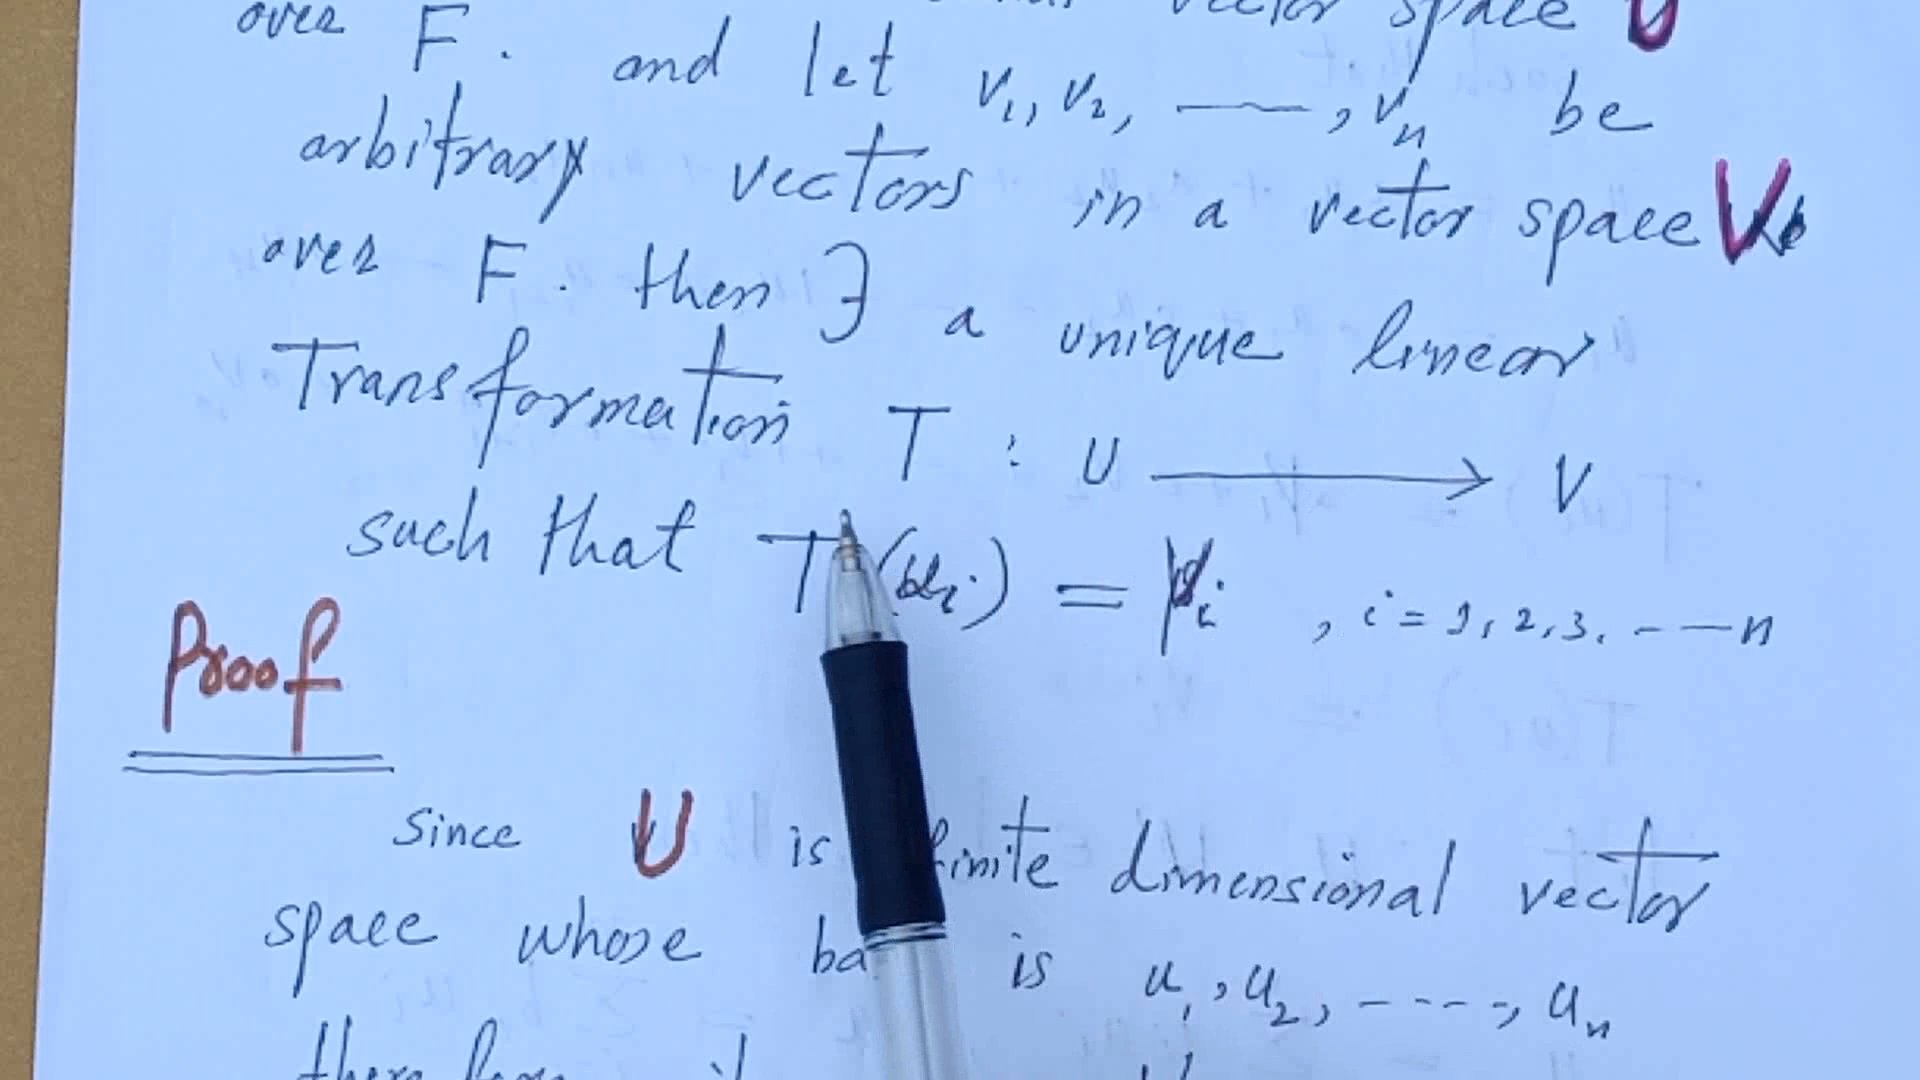 over F. and let v₁, v₂, —, vₙ be
arbitrary vectors in a vector space V
over F. then ∃ a unique linear
Transformation T : U ⟶ V
such that T(uᵢ) = vᵢ , i = 1, 2, 3, - — n
Proof
Since U is finite dimensional vector
space whose ba is u₁, u₂, - - - -, uₙ